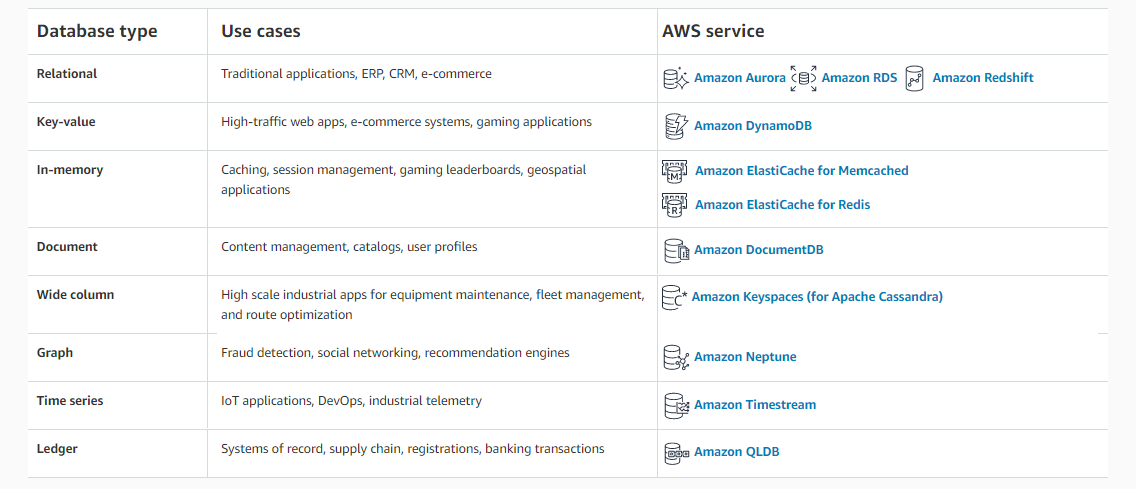 Database type Use cases AWS service
Relational Traditional applications, ERP, CRM, e-commerce Amazon Aurora Amazon RDS Amazon Redshift
Key-value High-traffic web apps, e-commerce systems, gaming applications Amazon DynamoDB
In-memory Caching, session management, gaming leaderboards, geospatial Amazon ElastiCache for Memcached
applications
M
Amazon ElastiCache for Redis
R
Document Content management, catalogs, user profiles Amazon DocumentDB
Wide column High scale industrial apps for equipment maintenance, fleet management, Amazon Keyspaces (for Apache Cassandra)
and route optimization
C*
Graph Fraud detection, social networking, recommendation engines Amazon Neptune
Time series IoT applications, DevOps, industrial telemetry Amazon Timestream
Ledger Systems of record, supply chain, registrations, banking transactions Amazon QLDB